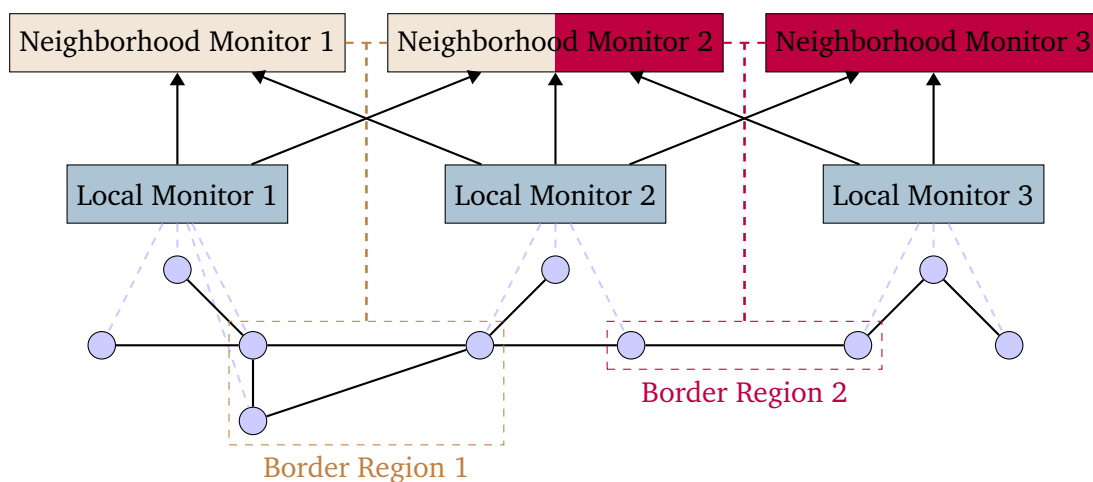 Neighborhood Monitor 1
Neighborhood Monitor 2
Neighborhood Monitor 3
Local Monitor 1
Local Monitor 2
Local Monitor 3
Border Region 2
Border Region 1